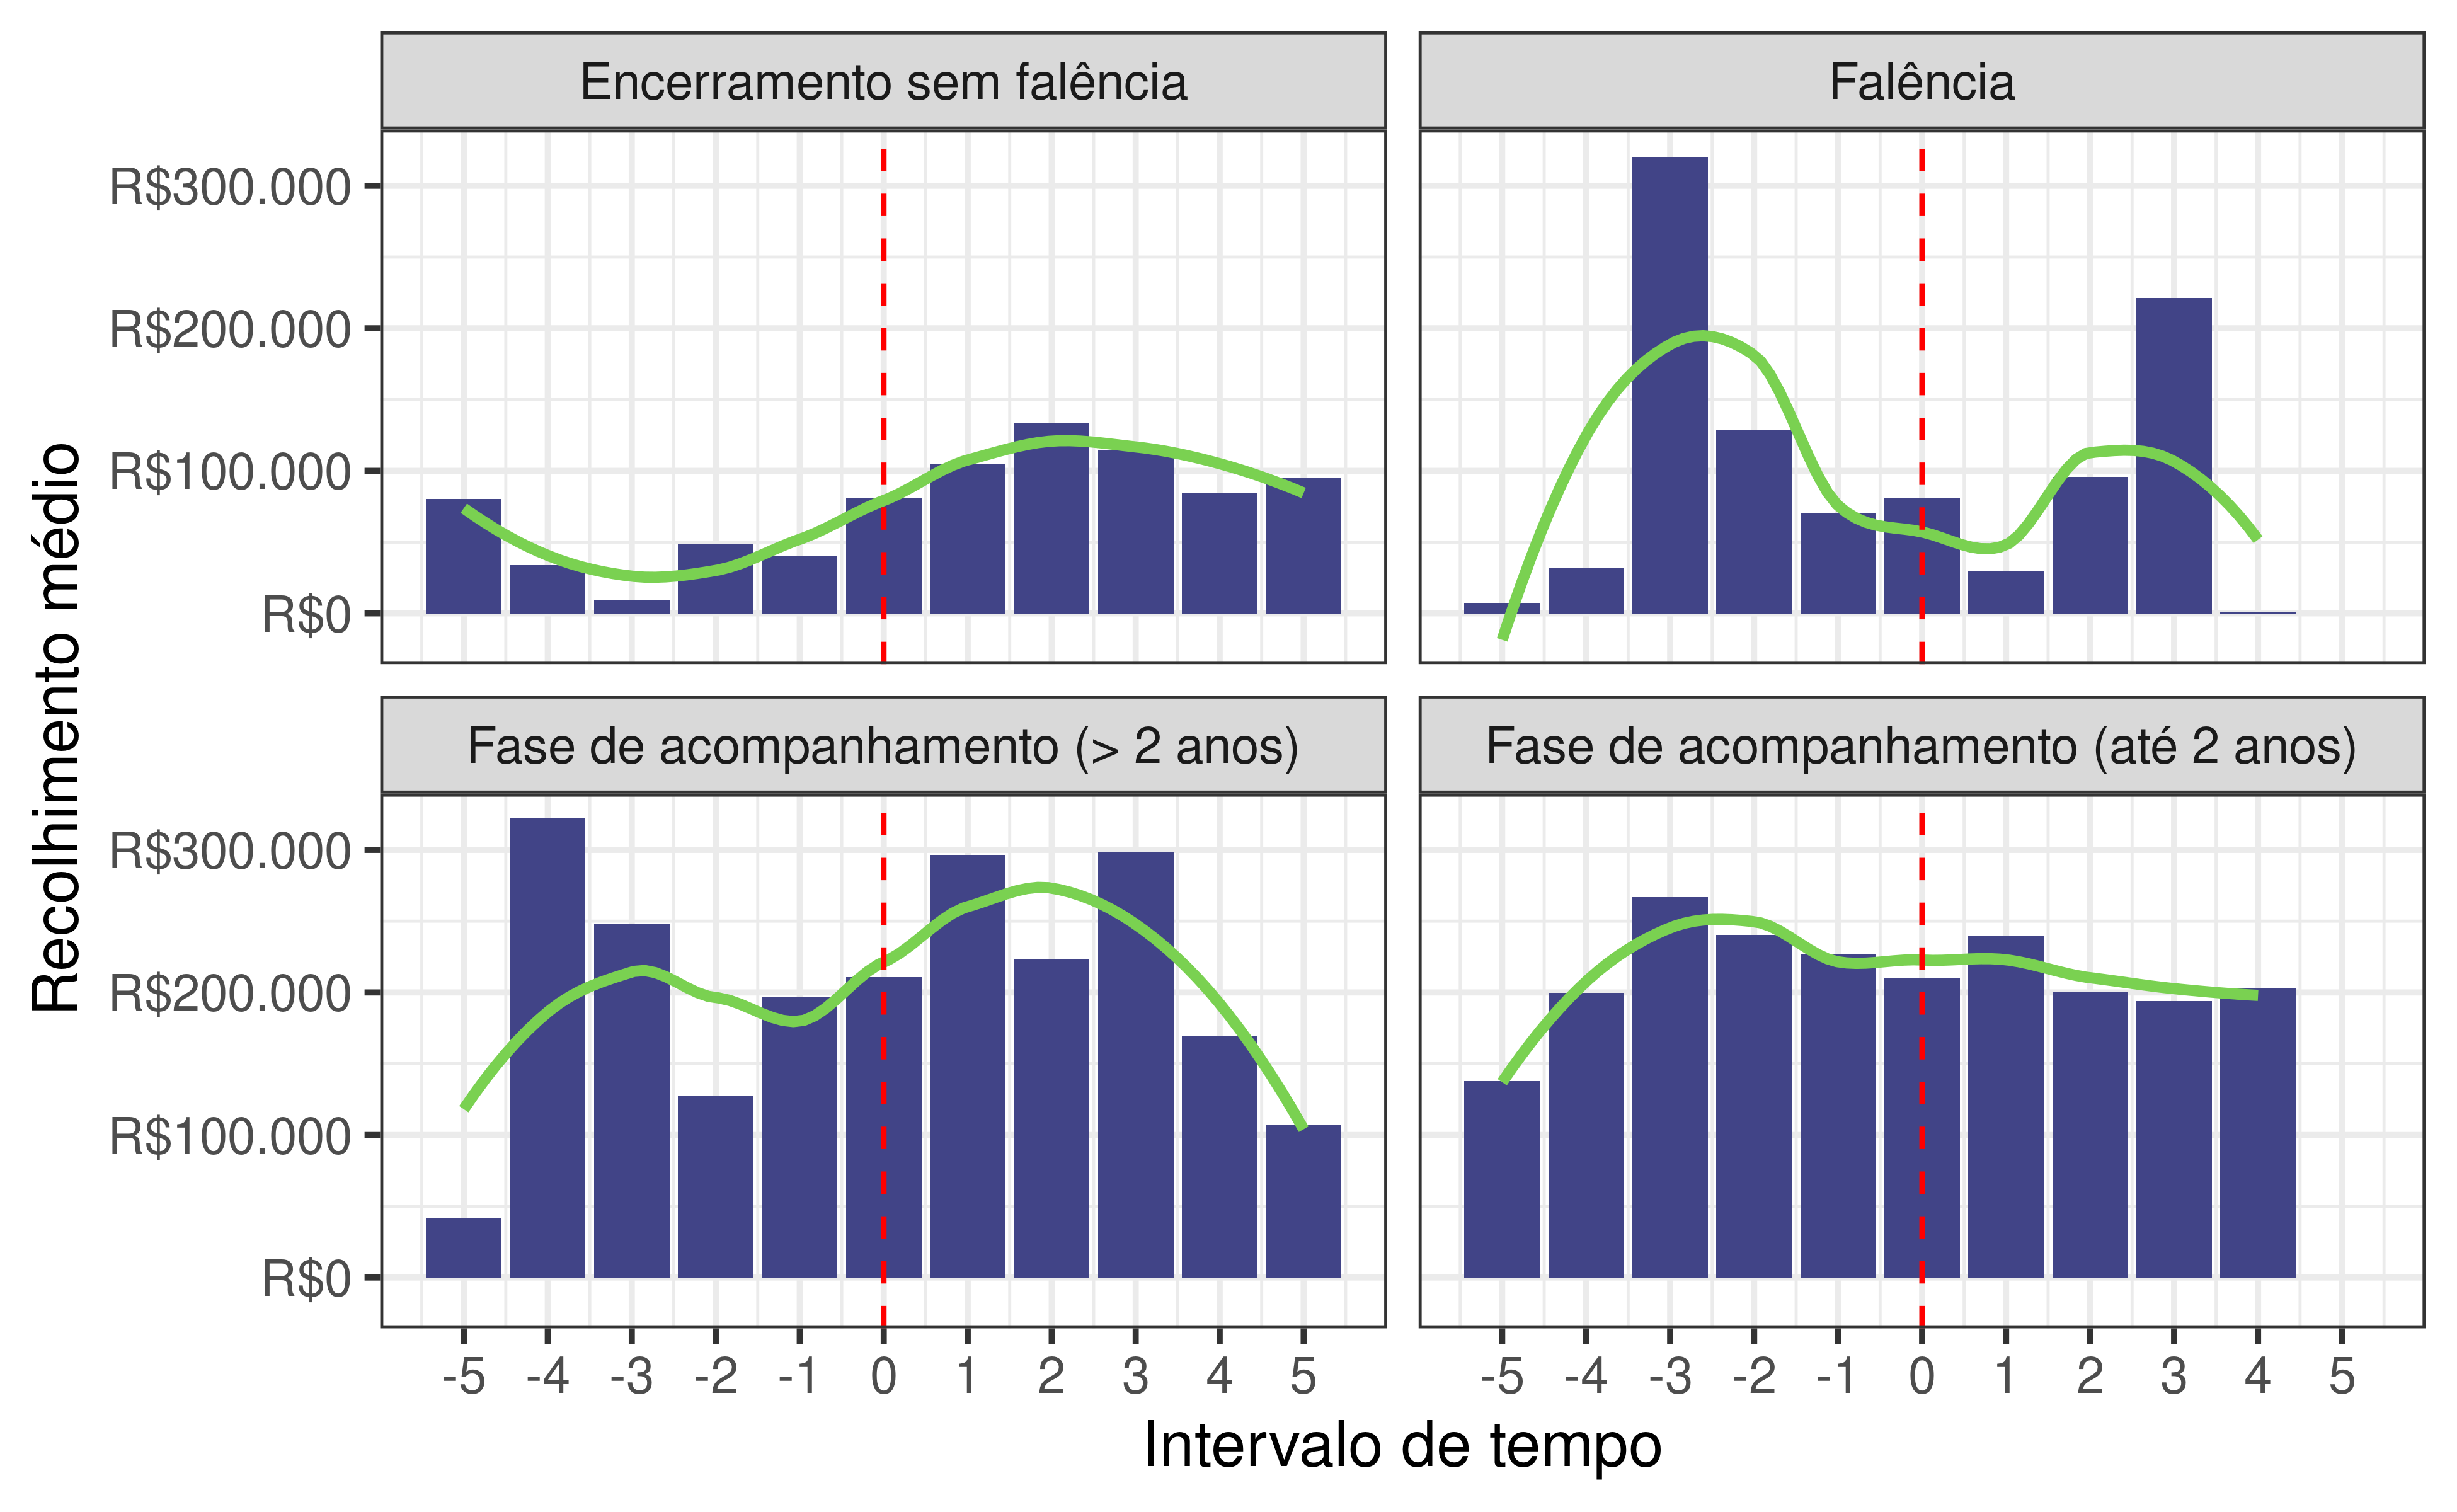 Encerramento sem falência
Falência
R$300.000
R$200.000
R$100.000
R$0
Fase de acompanhamento (> 2 anos)
Fase de acompanhamento (até 2 anos)
R$300.000
R$200.000
R$100.000
R$0
-5 -4 -3 -2 -1 0 1 2 3 4 5
-5 -4 -3 -2 -1 0 1 2 3 4 5
Intervalo de tempo
Recolhimento médio